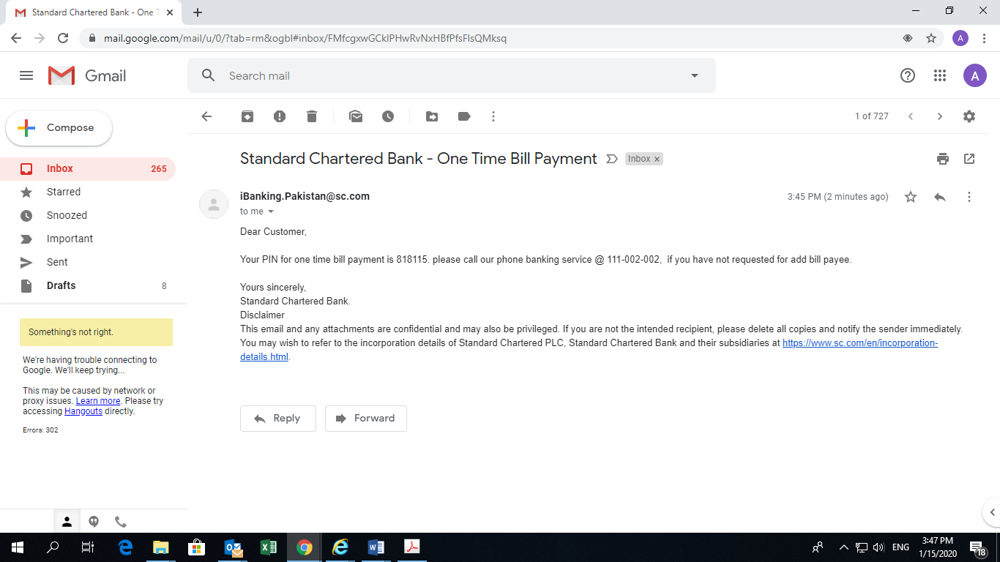 Standard Chartered Bank - One T
mail.google.com/mail/u/0/?tab=rm&ogbl#inbox/FMfcgxwGCklPHwRvNxHBfPfsFlsQMksq
A
Gmail
Search mail
A
Compose
1 of 727
Inbox 265
Starred
Snoozed
Important
Sent
Drafts 8
Standard Chartered Bank - One Time Bill Payment
Inbox x
iBanking.Pakistan@sc.com
3:45 PM (2 minutes ago)
to me
Dear Customer,
Your PIN for one time bill payment is 818115. please call our phone banking service @ 111-002-002,  if you have not requested for add bill payee.
Yours sincerely,
Standard Chartered Bank.
Disclaimer
This email and any attachments are confidential and may also be privileged. If you are not the intended recipient, please delete all copies and notify the sender immediately.
You may wish to refer to the incorporation details of Standard Chartered PLC, Standard Chartered Bank and their subsidiaries at https://www.sc.com/en/incorporation-
details.html.
Reply
Forward
Something's not right.
We're having trouble connecting to
Google. We'll keep trying...
This may be caused by network or
proxy issues. Learn more. Please try
accessing Hangouts directly.
Errors: 302
ENG
3:47 PM
1/15/2020
18